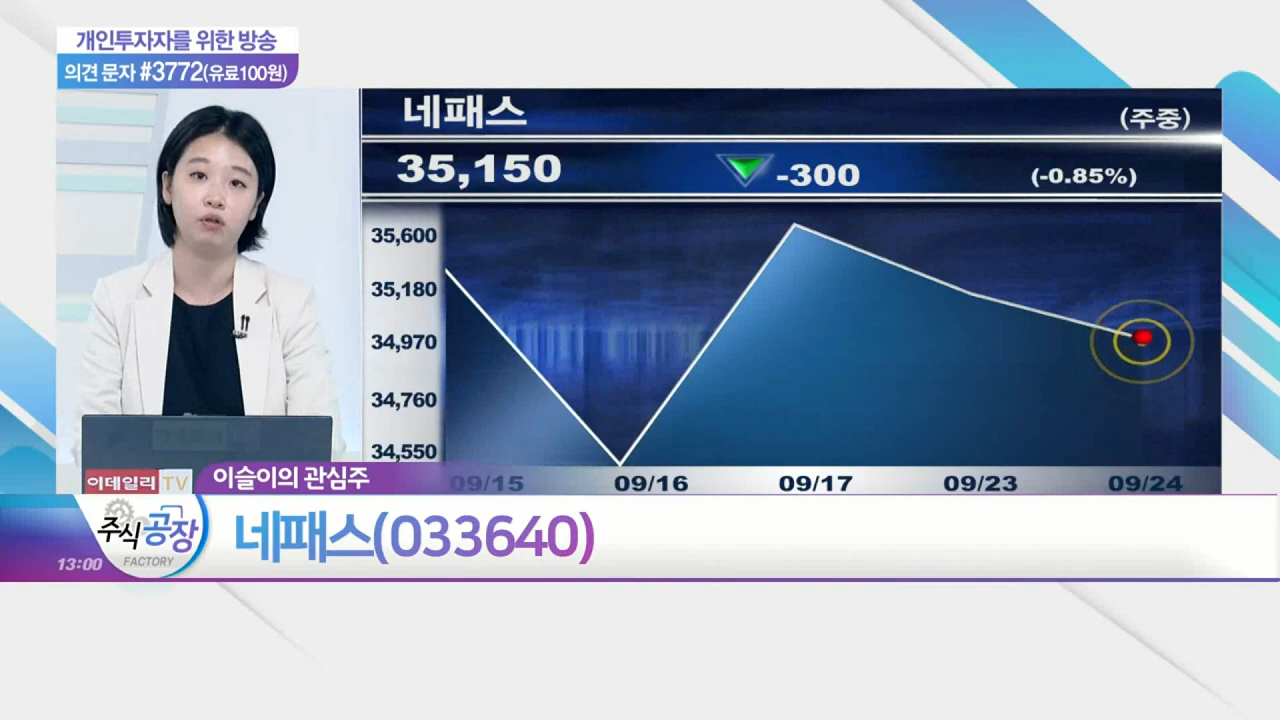 개인투자자를 위한 방송
의견 문자 #3772(유료100원)
네패스
(주중)
35,150
-300
(-0.85%)
35,600
35,180
34,970
34,760
34,550
09/15
09/16
09/17
09/23
09/24
이데일리 TV
이슬이의 관심주
주식공장
FACTORY
13:00
네패스(033640)